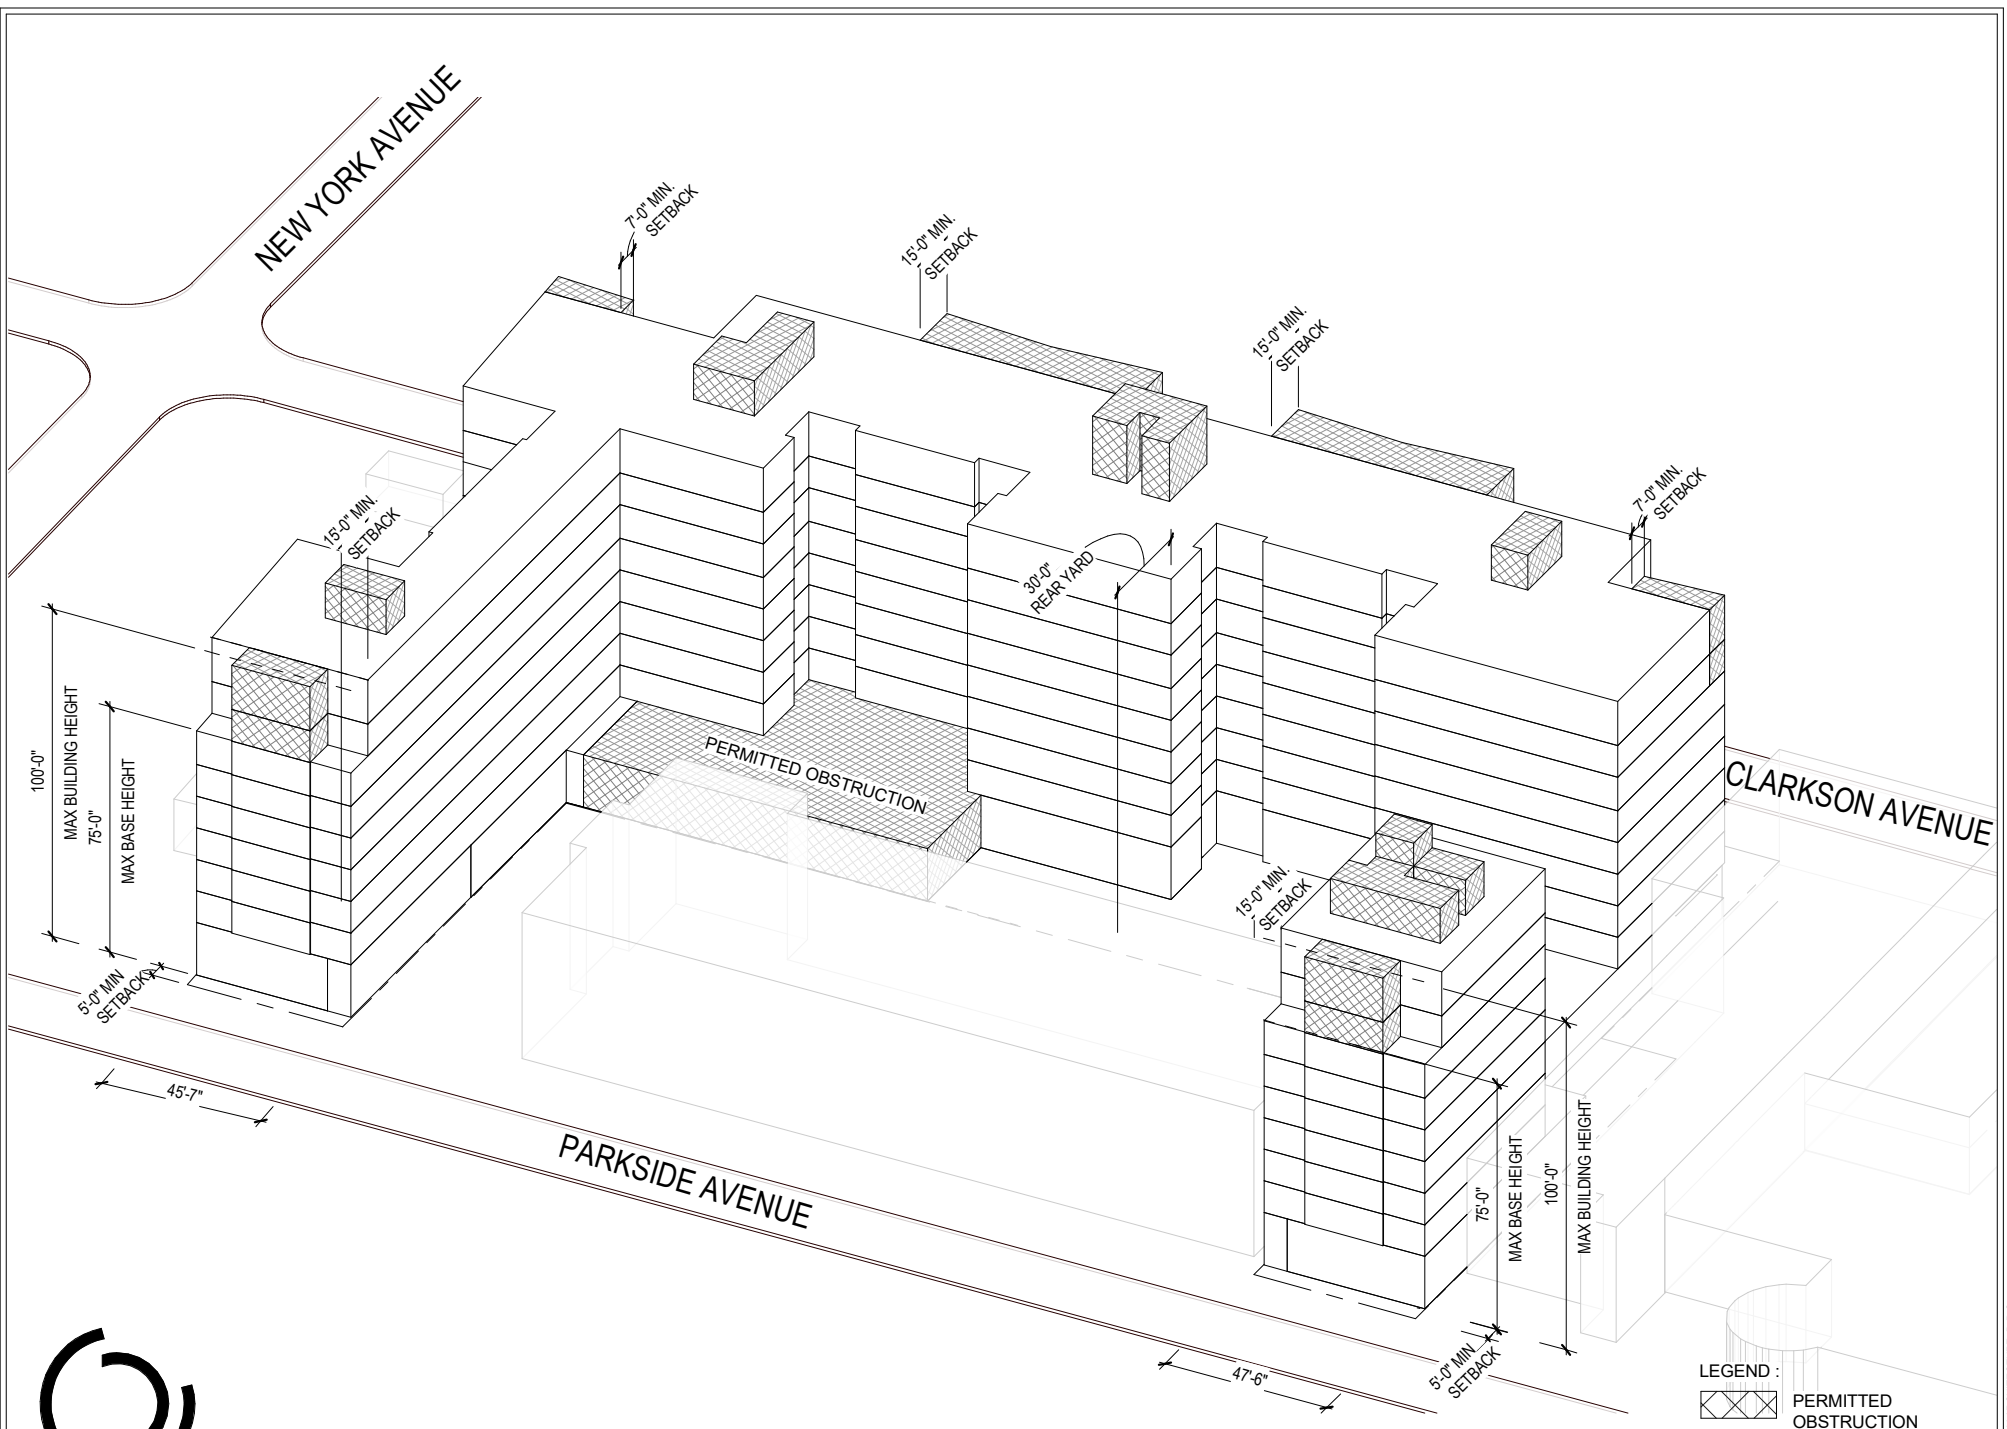 NEW YORK AVENUE
7'-0" MIN.
SETBACK
15'-0" MIN.
SETBACK
15'-0" MIN.
SETBACK
7'-0" MIN.
SETBACK
15'-0" MIN.
SETBACK
30'-0"
REAR YARD
100'-0"
MAX BUILDING HEIGHT
75'-0"
MAX BASE HEIGHT
PERMITTED OBSTRUCTION
CLARKSON AVENUE
15'-0" MIN.
SETBACK
5'-0" MIN
SETBACK
45'-7"
PARKSIDE AVENUE
75'-0"
MAX BASE HEIGHT
100'-0"
MAX BUILDING HEIGHT
47'-6"
5'-0" MIN.
SETBACK
LEGEND :
PERMITTED
OBSTRUCTION